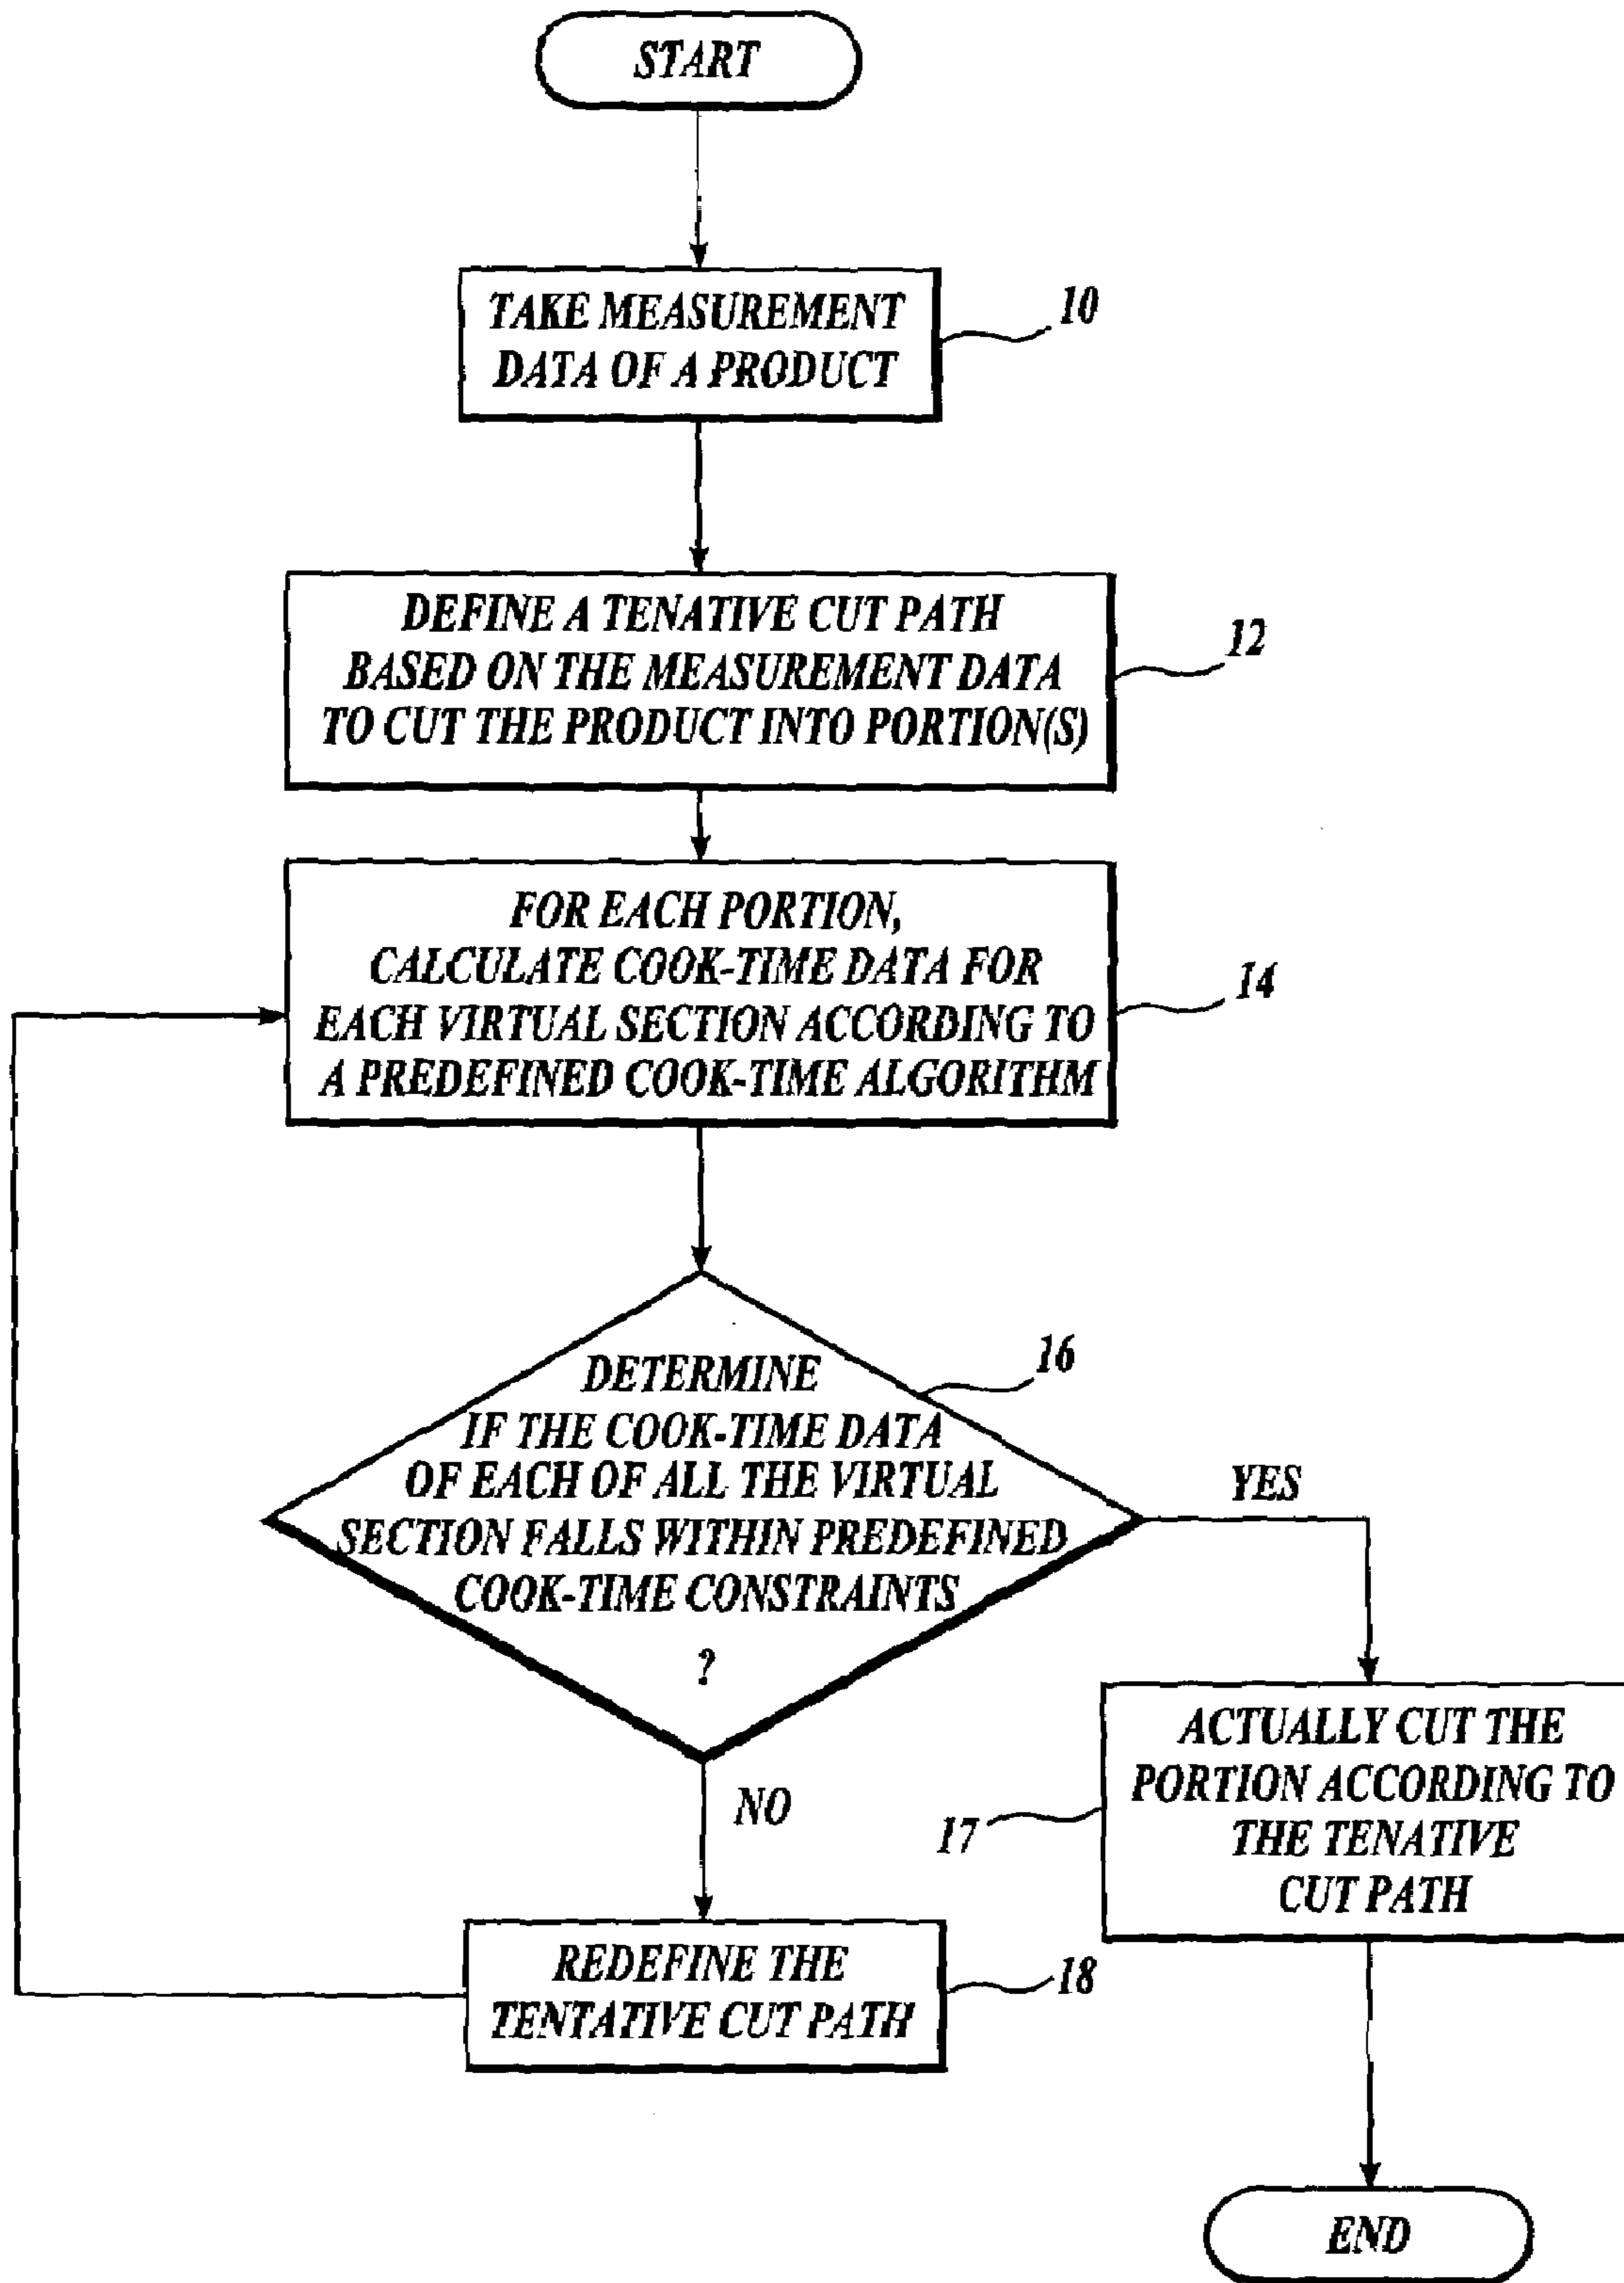 START
TAKE MEASUREMENT
DATA OF A PRODUCT
10
DEFINE A TENATIVE CUT PATH
BASED ON THE MEASUREMENT DATA
TO CUT THE PRODUCT INTO PORTION(S)
12
FOR EACH PORTION,
CALCULATE COOK-TIME DATA FOR
EACH VIRTUAL SECTION ACCORDING TO
A PREDEFINED COOK-TIME ALGORITHM
14
DETERMINE
IF THE COOK-TIME DATA
OF EACH OF ALL THE VIRTUAL
SECTION FALLS WITHIN PREDEFINED
COOK-TIME CONSTRAINTS
?
16
YES
NO
ACTUALLY CUT THE
PORTION ACCORDING TO
THE TENATIVE
CUT PATH
17
REDEFINE THE
TENTATIVE CUT PATH
18
END